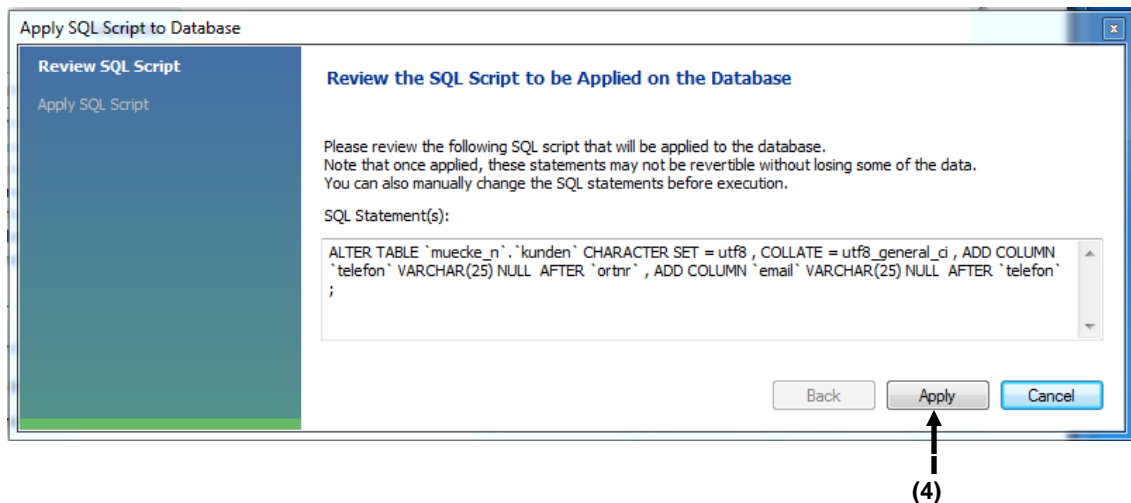 Apply SQL Script to Database
x
Review SQL Script
Apply SQL Script
Review the SQL Script to be Applied on the Database
Please review the following SQL script that will be applied to the database.
Note that once applied, these statements may not be revertible without losing some of the data.
You can also manually change the SQL statements before execution.
SQL Statement(s):
ALTER TABLE `muecke_n`.`kunden` CHARACTER SET = utf8 , COLLATE = utf8_general_ci , ADD COLUMN
`telefon` VARCHAR(25) NULL  AFTER `ortnr` , ADD COLUMN `email` VARCHAR(25) NULL  AFTER `telefon`
;
Back Apply Cancel
(4)